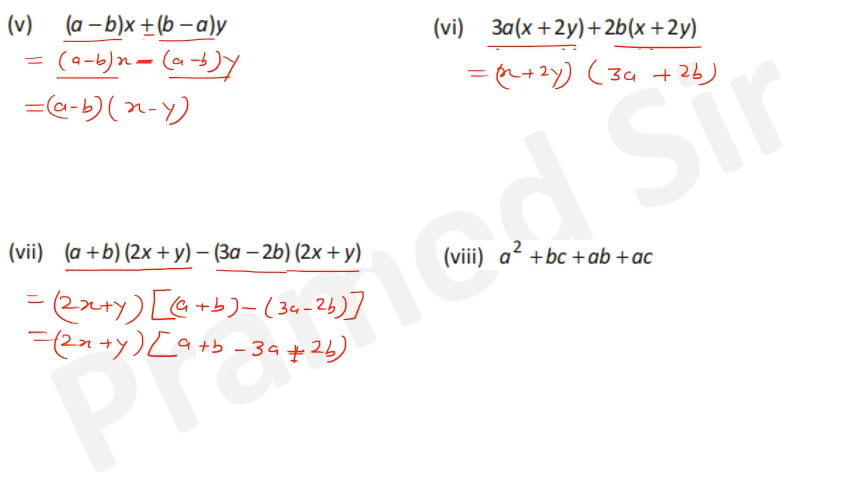 (v) (a – b)x + (b – a)y
= (a-b)x - (a-b)y
= (a-b)(x-y)
(vi) 3a(x + 2y) + 2b(x + 2y)
= (x+2y) (3a + 2b)
(vii) (a + b) (2x + y) – (3a – 2b) (2x + y)
= (2x+y) [(a+b) - (3a-2b)]
= (2x+y) [a+b - 3a + 2b)
(viii) a² + bc + ab + ac
Pramod Sir